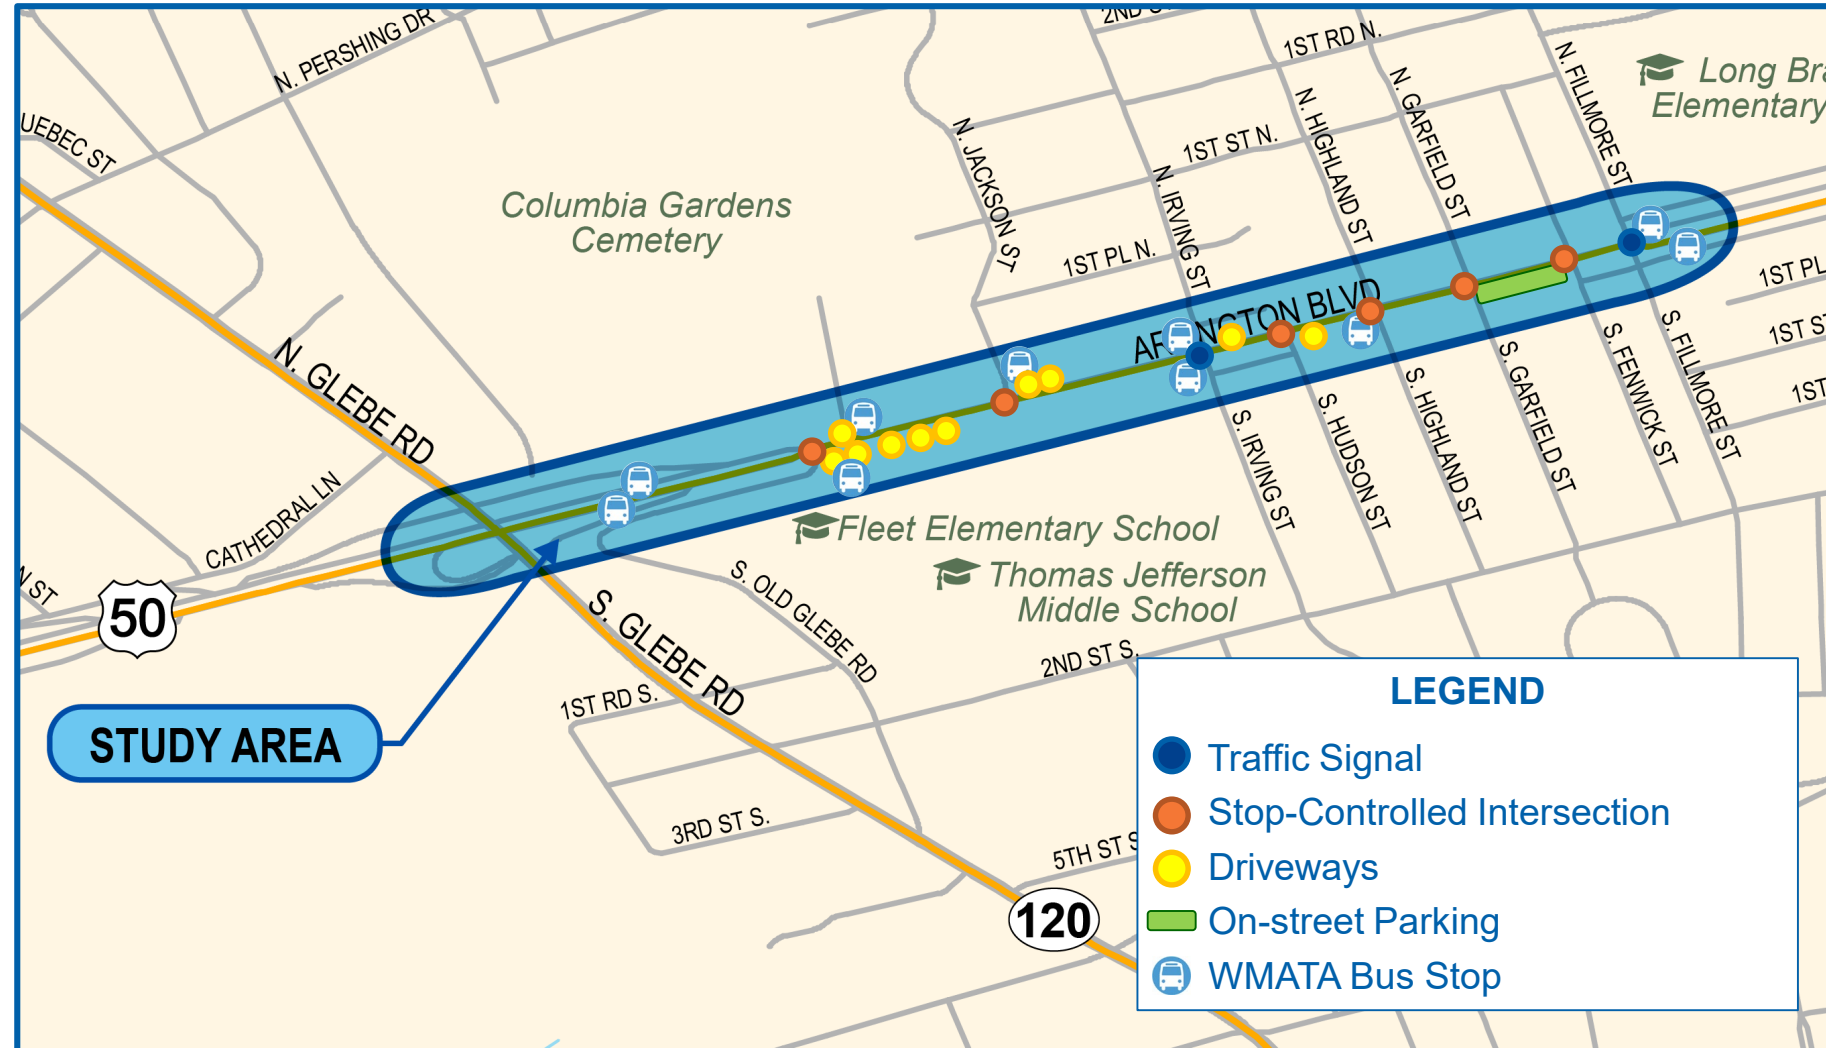 N. PERSHING DR
2ND
1ST RD N.
N. FILLMORE ST
Long Bra
Elementary
UEBEC ST
N. JACKSON ST
1ST ST N.
N. HIGHLAND ST
N. GARFIELD ST
Columbia Gardens
Cemetery
N. IRVING ST
1ST PL N.
1ST PL
ARLINGTON BLVD
N. GLEBE RD
S. FENWICK ST
S. FILLMORE ST
1ST S
1ST
S. GARFIELD ST
S. HIGHLAND ST
S. HUDSON ST
S. IRVING ST
CATHEDRAL LN
Fleet Elementary School
Thomas Jefferson
Middle School
N ST
50
S. OLD GLEBE RD
S. GLEBE RD
2ND ST S.
1ST RD S.
STUDY AREA
3RD ST S.
5TH ST S
120
LEGEND
Traffic Signal
Stop-Controlled Intersection
Driveways
On-street Parking
WMATA Bus Stop